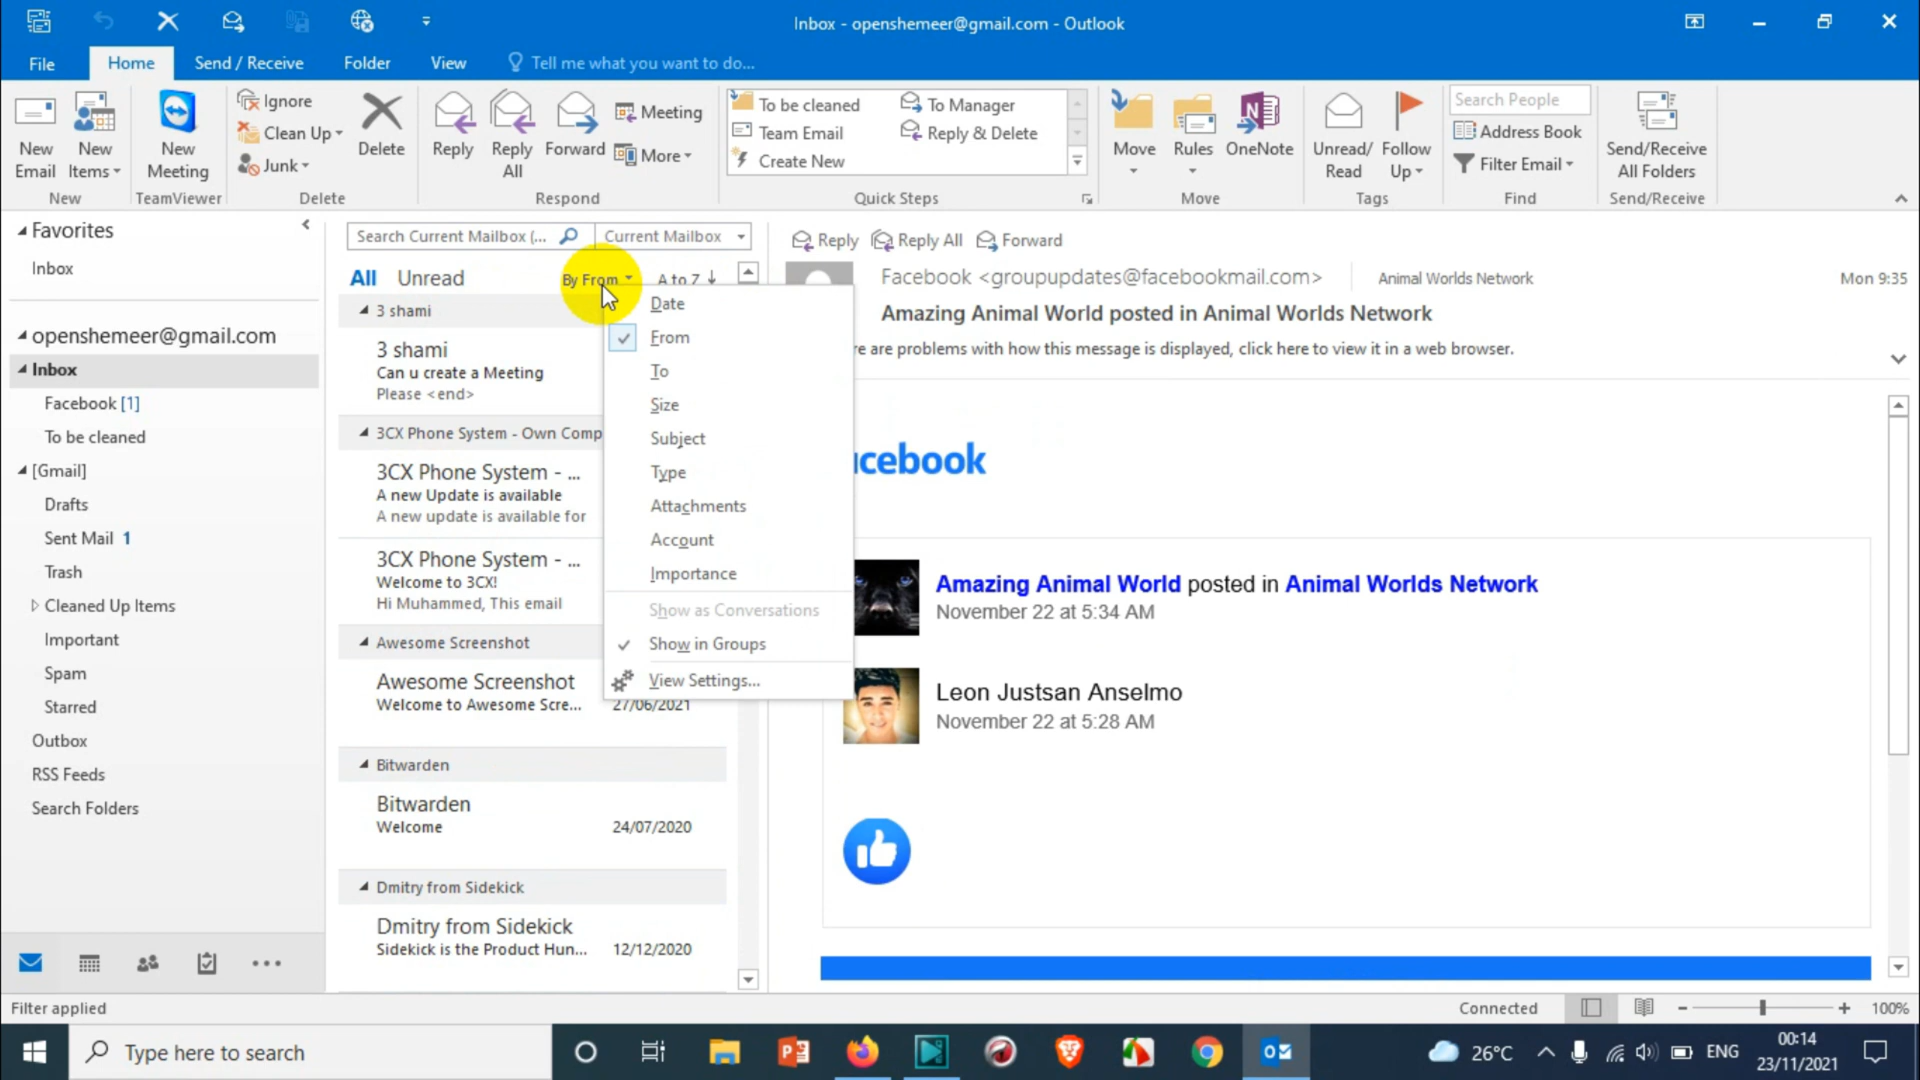 Inbox - openshemeer@gmail.com - Outlook
File
Home
Send / Receive
Folder
View
Tell me what you want to do...
New
Email
New
Items
New
New
Meeting
TeamViewer
Ignore
Clean Up
Junk
Delete
Delete
Reply
Reply
All
Forward
Meeting
More
Respond
To be cleaned
Team Email
Create New
To Manager
Reply & Delete
Quick Steps
Move
Rules
OneNote
Move
Unread/
Read
Follow
Up
Tags
Search People
Address Book
Filter Email
Find
Send/Receive
All Folders
Send/Receive
Favorites
Inbox
openshemeer@gmail.com
Inbox
Facebook [1]
To be cleaned
[Gmail]
Drafts
Sent Mail 1
Trash
Cleaned Up Items
Important
Spam
Starred
Outbox
RSS Feeds
Search Folders
Search Current Mailbox (...
Current Mailbox
All Unread
By From
A to Z
3 shami
3 shami
Can u create a Meeting
Please <end>
3CX Phone System - Own Comp
3CX Phone System - ...
A new Update is available
A new update is available for
3CX Phone System - ...
Welcome to 3CX!
Hi Muhammed, This email
Awesome Screenshot
Awesome Screenshot
Welcome to Awesome Scre...
27/06/2021
Bitwarden
Bitwarden
Welcome
24/07/2020
Dmitry from Sidekick
Dmitry from Sidekick
Sidekick is the Product Hun...
12/12/2020
Date
From
To
Size
Subject
Type
Attachments
Account
Importance
Show as Conversations
Show in Groups
View Settings...
Reply
Reply All
Forward
Facebook <groupupdates@facebookmail.com>
Animal Worlds Network
Mon 9:35
Amazing Animal World posted in Animal Worlds Network
re are problems with how this message is displayed, click here to view it in a web browser.
cebook
Amazing Animal World posted in Animal Worlds Network
November 22 at 5:34 AM
Leon Justsan Anselmo
November 22 at 5:28 AM
Filter applied
Connected
100%
Type here to search
26°C
ENG
00:14
23/11/2021